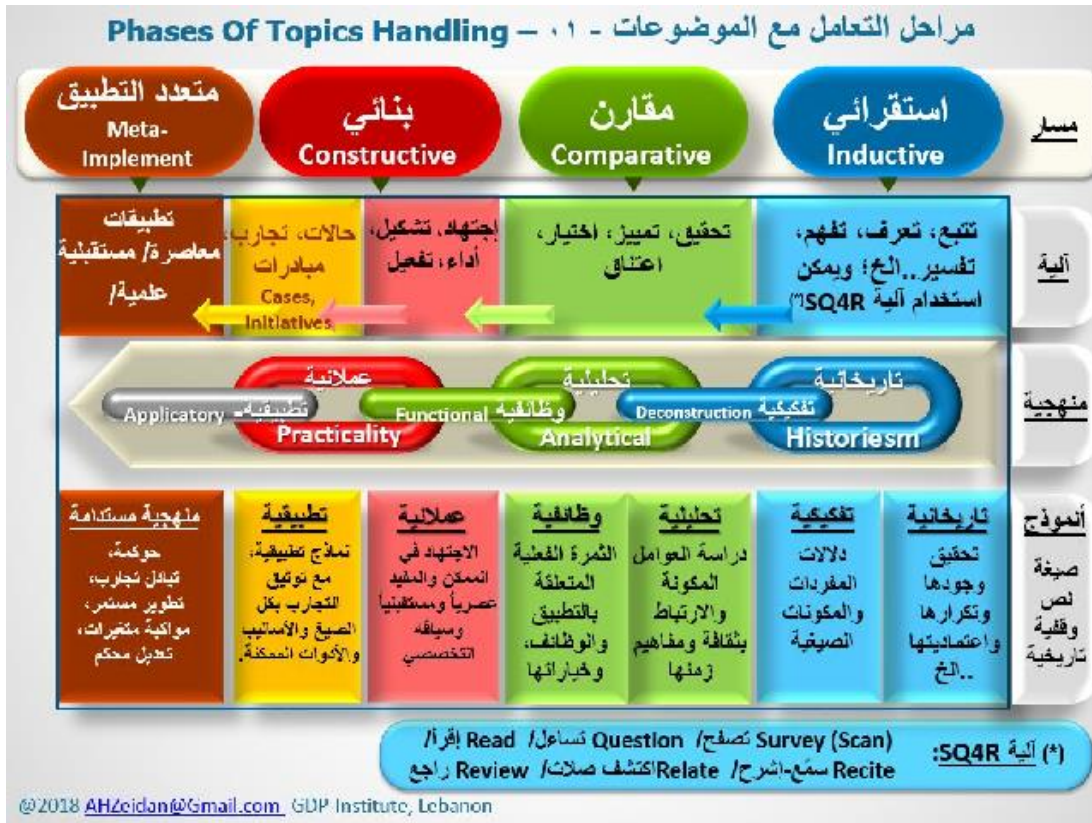 مراحل التعامل مع الموضوعات - ٠١ – Phases Of Topics Handling
مسار
استقرائي
Inductive
مقارن
Comparative
بنائي
Constructive
متعدد التطبيق
Meta-
Implement
آلية
تتبع، تعرف، تفهم،
تفسير..الخ؛ ويمكن
استخدام آلية SQ4R(*)
تحقيق، تمييز، اختيار،
اعتناق
إجتهاد، تشكيل،
أداء، تفعيل
حالات، تجارب،
مبادرات
Cases,
Initiatives
تطبيقات
معاصرة/ مستقبلية
علمية/
منهجية
تاريخانية
Historiesm
تفكيكية Deconstruction
تحليلية
Analytical
وظائفية Functional
عملانية
Practicality
تطبيقية- Applicatory
أنموذج
صيغة
نص
وقفية
تاريخية
تاريخانية
تحقيق
وجودها
وتكرارها
واعتماديتها
..الخ
تفكيكية
دلالات
المفردات
والمكونات
الصيغية
تحليلية
دراسة العوامل
المكونة
والارتباط
بثقافة ومفاهيم
زمنها
وظائفية
الثمرة الفعلية
المتعلقة
بالتطبيق
والوظائف،
وخياراتها
عملانية
الاجتهاد في
الممكن والمفيد
عصرياً ومستقبلياً
وسياقه
التخصصي
تطبيقية
نماذج تطبيقية،
مع توثيق
التجارب بكل
الصيغ والأساليب
والأدوات الممكنة.
منهجية مستدامة
حوكمة،
تبادل تجارب،
تطوير مستمر،
مواكبة متغيرات،
تعديل محكم
(*) آلية SQ4R:
Survey (Scan) تصفح/ Question تساءل/ Read إقرأ/
Recite سمّع-اشرح/ Relate اكتشف صلات/ Review راجع
@2018 AHZeidan@Gmail.com GDP-Institute, Lebanon